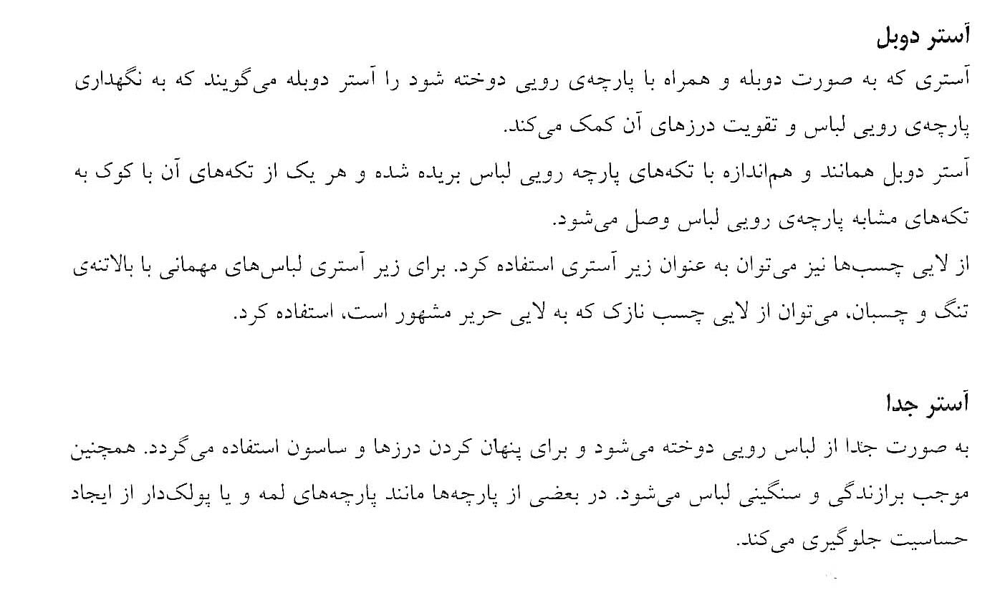 آستر دوبل
آستری که به صورت دوبله و همراه با پارچه‌ی رویی دوخته شود را آستر دوبله می‌گویند که به نگهداری
پارچه‌ی رویی لباس و تقویت درزهای آن کمک می‌کند.
آستر دوبل همانند و هم‌اندازه با تکه‌های پارچه رویی لباس بریده شده و هر یک از تکه‌های آن با کوک به
تکه‌های مشابه پارچه‌ی رویی لباس وصل می‌شود.
از لایی چسب‌ها نیز می‌توان به عنوان زیر آستری استفاده کرد. برای زیر آستری لباس‌های مهمانی با بالاتنه‌ی
تنگ و چسبان، می‌توان از لایی چسب نازک که به لایی حریر مشهور است، استفاده کرد.
آستر جدا
به صورت جدا از لباس رویی دوخته می‌شود و برای پنهان کردن درزها و ساسون استفاده می‌گردد. همچنین
موجب برازندگی و سنگینی لباس می‌شود. در بعضی از پارچه‌ها مانند پارچه‌های لمه و یا پولک‌دار از ایجاد
حساسیت جلوگیری می‌کند.